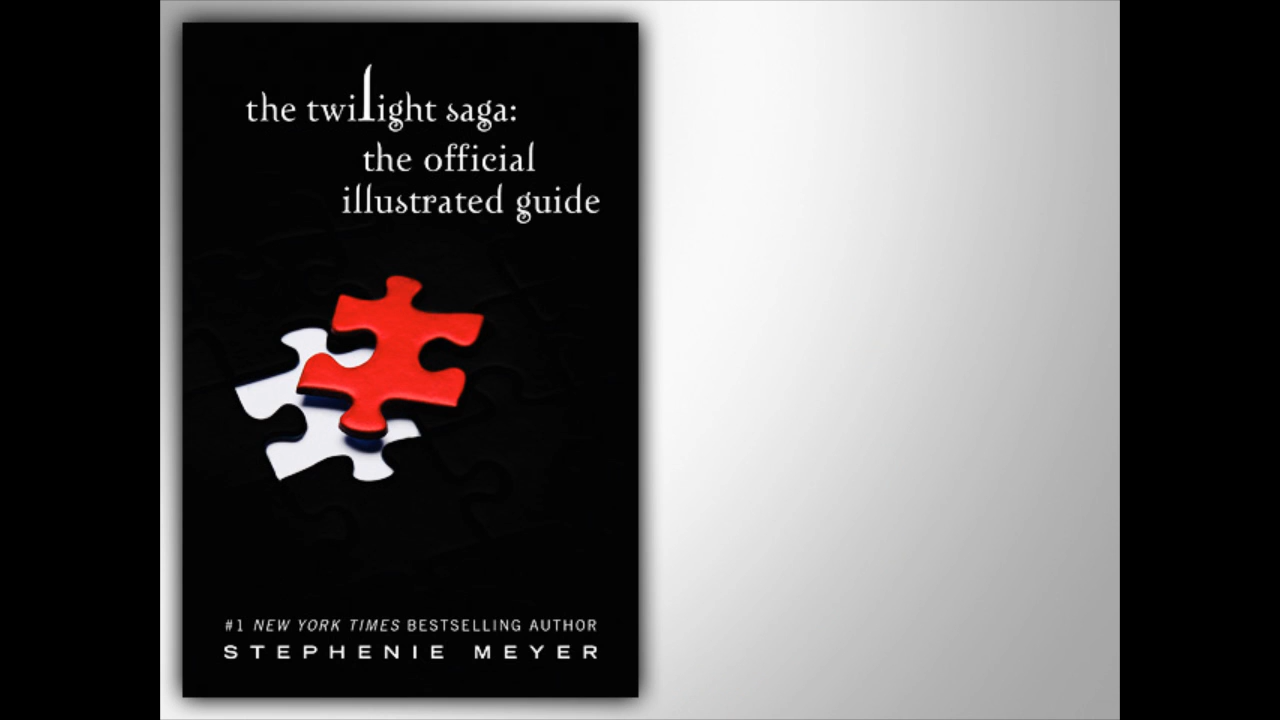 the twilight saga:
the official
illustrated guide
#1 NEW YORK TIMES BESTSELLING AUTHOR
STEPHENIE MEYER